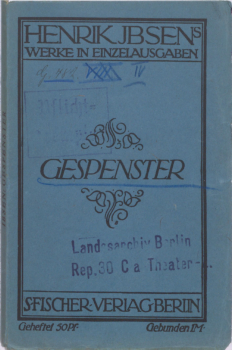 HENRIK IBSENS
WERKE IN EINZELAUSGABEN
IV
GESPENSTER
Landesarchiv Berlin
Rep. 30 C a Theater
S. FISCHER · VERLAG BERLIN
Geheftet 50 Pf.
Gebunden 1 M.